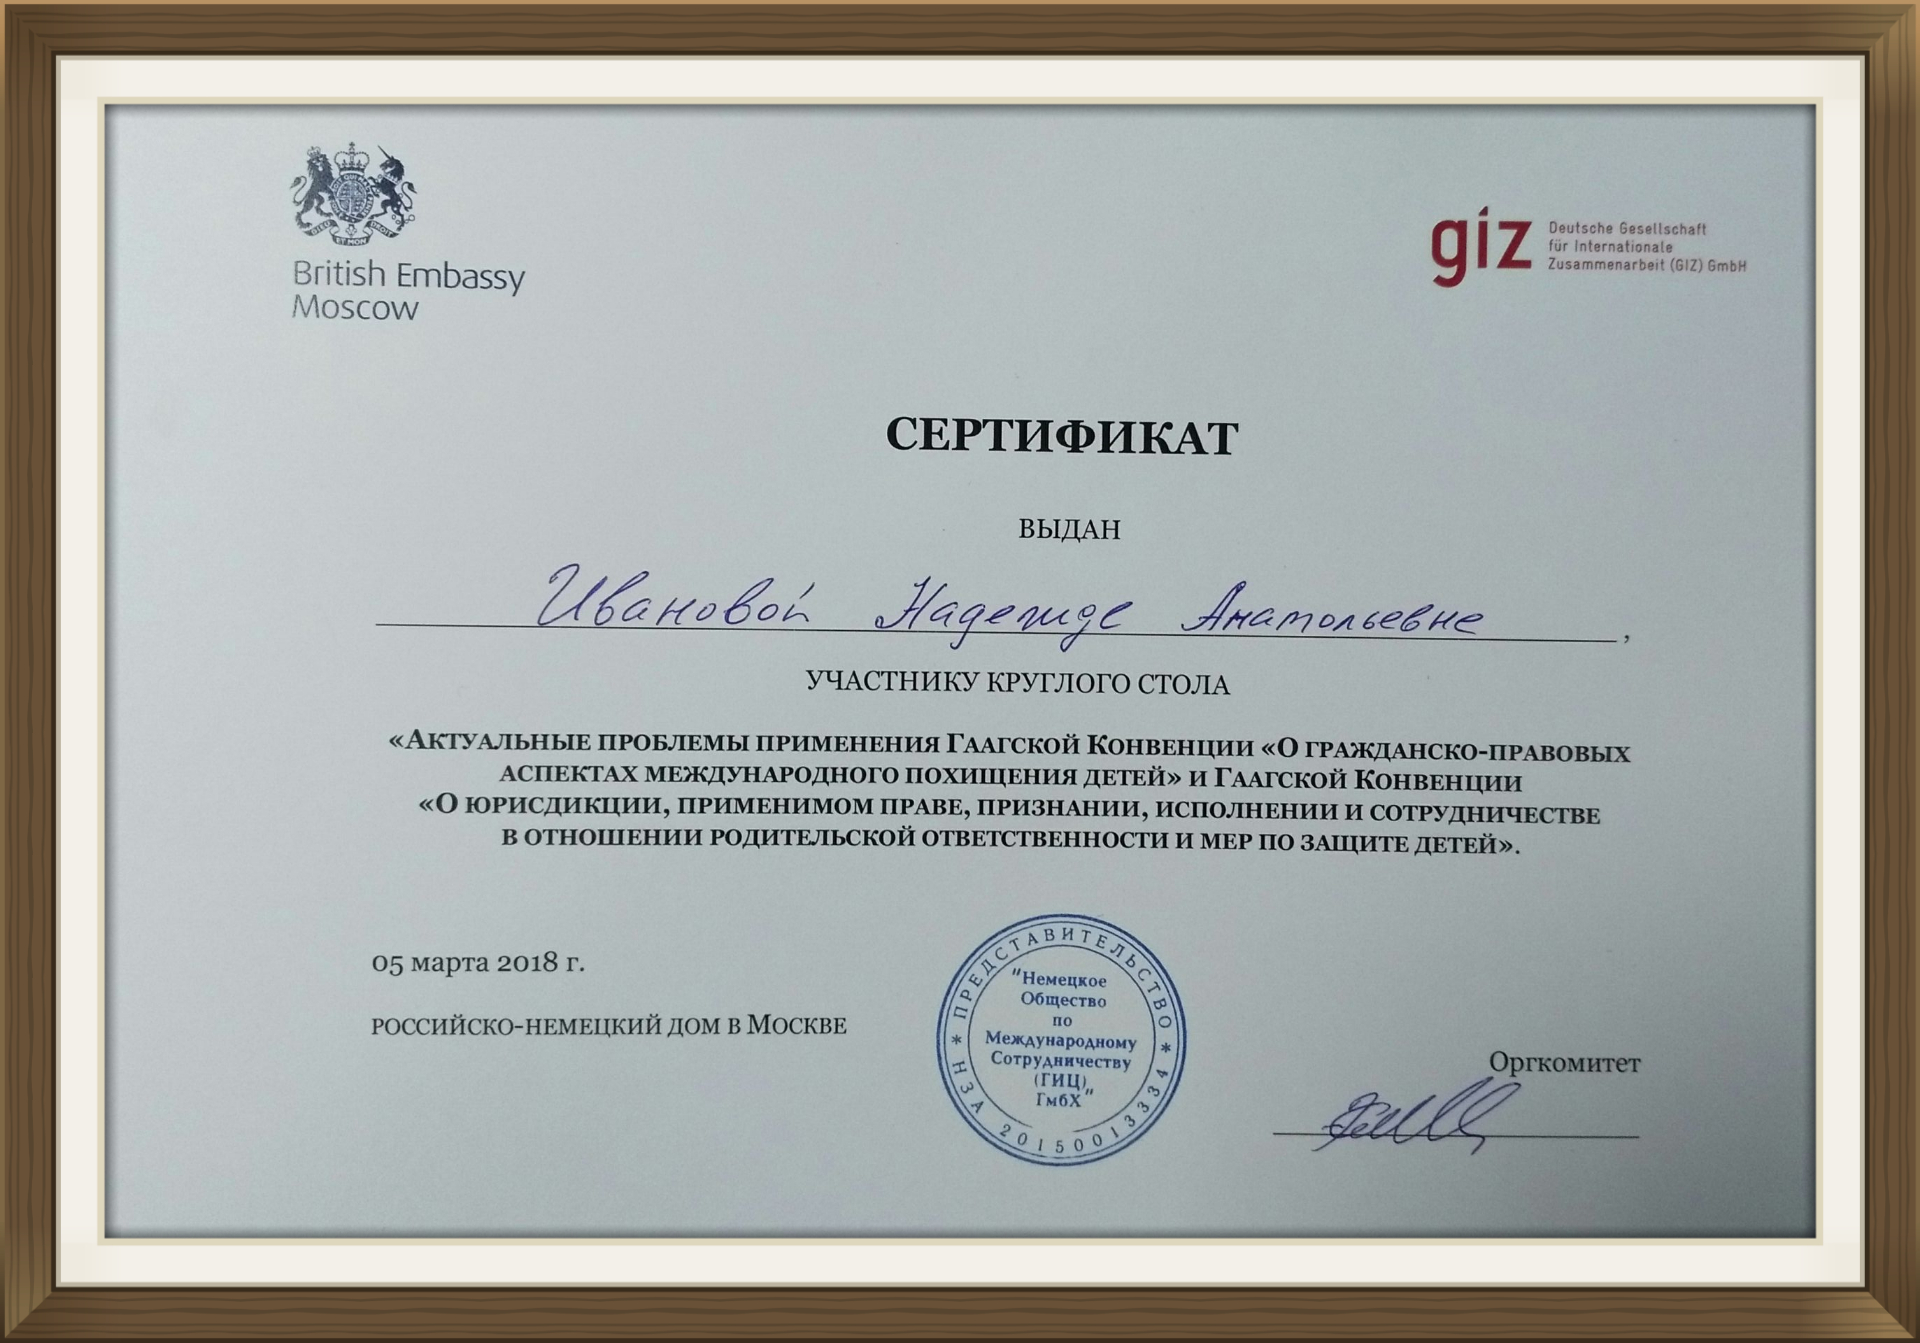 British Embassy
Moscow
giz
Deutsche Gesellschaft
für Internationale
Zusammenarbeit (GIZ) GmbH
СЕРТИФИКАТ
ВЫДАН
Ивановой Надежде Анатольевне,
УЧАСТНИКУ КРУГЛОГО СТОЛА
«АКТУАЛЬНЫЕ ПРОБЛЕМЫ ПРИМЕНЕНИЯ ГААГСКОЙ КОНВЕНЦИИ «О ГРАЖДАНСКО-ПРАВОВЫХ
АСПЕКТАХ МЕЖДУНАРОДНОГО ПОХИЩЕНИЯ ДЕТЕЙ» И ГААГСКОЙ КОНВЕНЦИИ
«О ЮРИСДИКЦИИ, ПРИМЕНИМОМ ПРАВЕ, ПРИЗНАНИИ, ИСПОЛНЕНИИ И СОТРУДНИЧЕСТВЕ
В ОТНОШЕНИИ РОДИТЕЛЬСКОЙ ОТВЕТСТВЕННОСТИ И МЕР ПО ЗАЩИТЕ ДЕТЕЙ».
05 марта 2018 г.
РОССИЙСКО-НЕМЕЦКИЙ ДОМ В МОСКВЕ
* ПРЕДСТАВИТЕЛЬСТВО *
НЗА 20150013334
"Немецкое
Общество
по
Международному
Сотрудничеству
(ГИЦ)
ГмбХ"
Оргкомитет